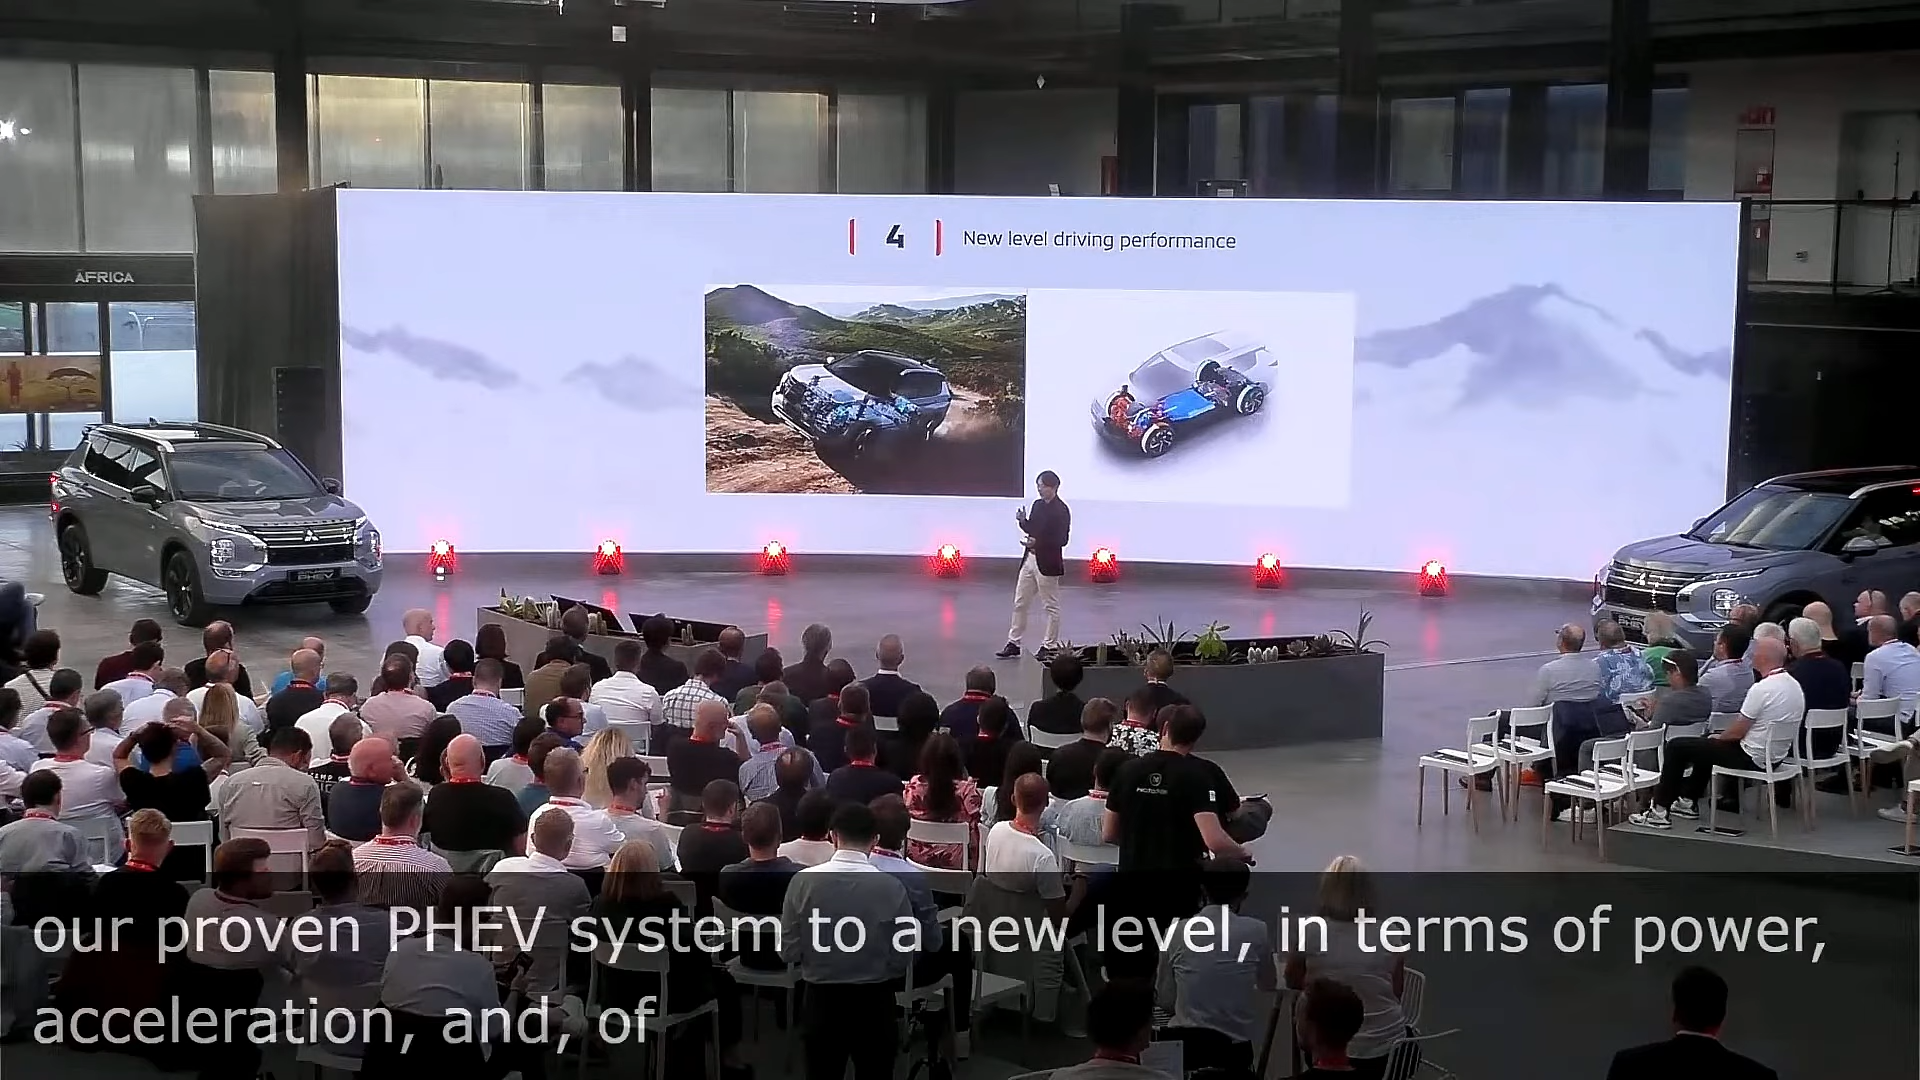 ÁFRICA
4
New level driving performance
PHEV
our proven PHEV system to a new level, in terms of power,
acceleration, and, of